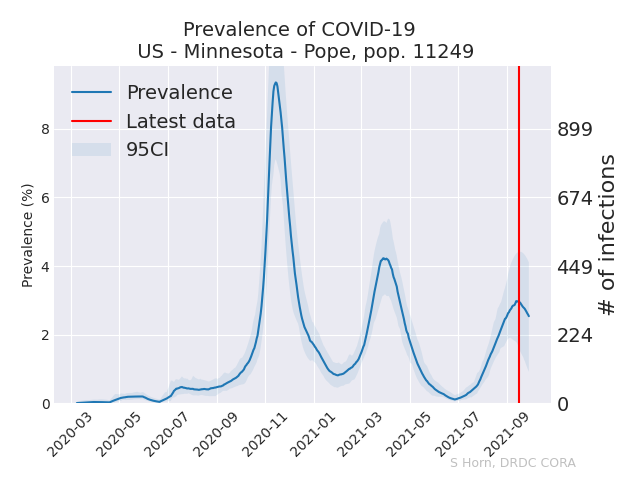 Prevalence of COVID-19
US - Minnesota - Pope, pop. 11249
Prevalence
Latest data
95CI
Prevalence (%)
8
6
4
2
0
899
674
449
224
0
# of infections
2020-03
2020-05
2020-07
2020-09
2020-11
2021-01
2021-03
2021-05
2021-07
2021-09
S Horn, DRDC CORA